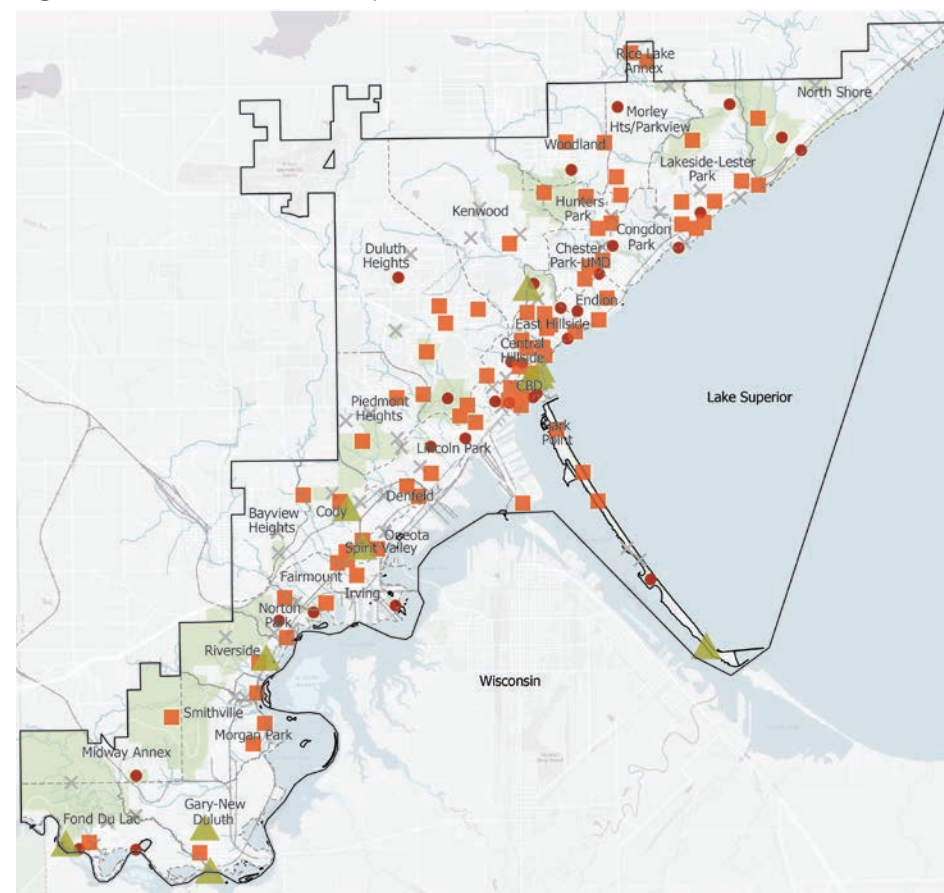 Rice Lake
Annex
North Shore
Morley
Hts/Parkview
Woodland
Lakeside-Lester
Park
Hunters
Park
Kenwood
Congdon
Park
Chester
Park-UMD
Duluth
Heights
Endion
East Hillside
Central
Hillside
CBD
Lake Superior
Piedmont
Heights
Park
Point
Lincoln Park
Denfeld
Cody
Bayview
Heights
Oneota
Spirit Valley
Fairmount
Irving
Norton
Park
Riverside
Wisconsin
Smithville
Morgan Park
Midway Annex
Gary-New
Duluth
Fond Du Lac